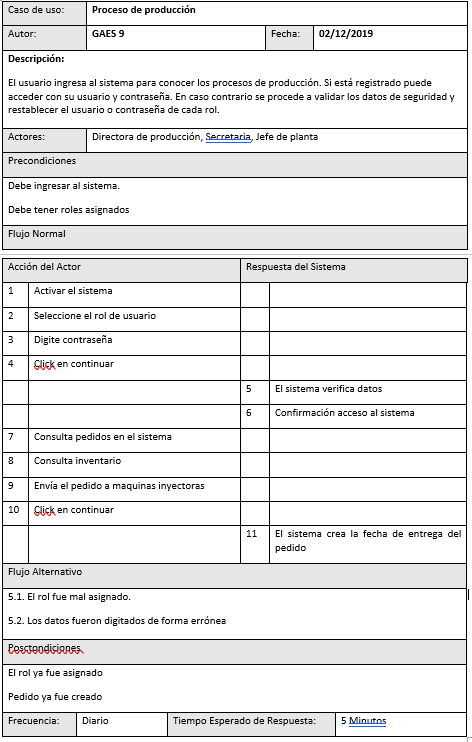 Caso de uso: Proceso de producción
Autor: GAES 9 Fecha: 02/12/2019
Descripción:
El usuario ingresa al sistema para conocer los procesos de producción. Si está registrado puede
acceder con su usuario y contraseña. En caso contrario se procede a validar los datos de seguridad y
restablecer el usuario o contraseña de cada rol.
Actores: Directora de producción, Secretaria, Jefe de planta
Precondiciones
Debe ingresar al sistema.
Debe tener roles asignados
Flujo Normal
Acción del Actor Respuesta del Sistema
1 Activar el sistema
2 Seleccione el rol de usuario
3 Digite contraseña
4 Click en continuar
5 El sistema verifica datos
6 Confirmación acceso al sistema
7 Consulta pedidos en el sistema
8 Consulta inventario
9 Envía el pedido a maquinas inyectoras
10 Click en continuar
11 El sistema crea la fecha de entrega del
pedido
Flujo Alternativo
5.1. El rol fue mal asignado.
5.2. Los datos fueron digitados de forma errónea
Posctondiciones
El rol ya fue asignado
Pedido ya fue creado
Frecuencia: Diario Tiempo Esperado de Respuesta: 5 Minutos